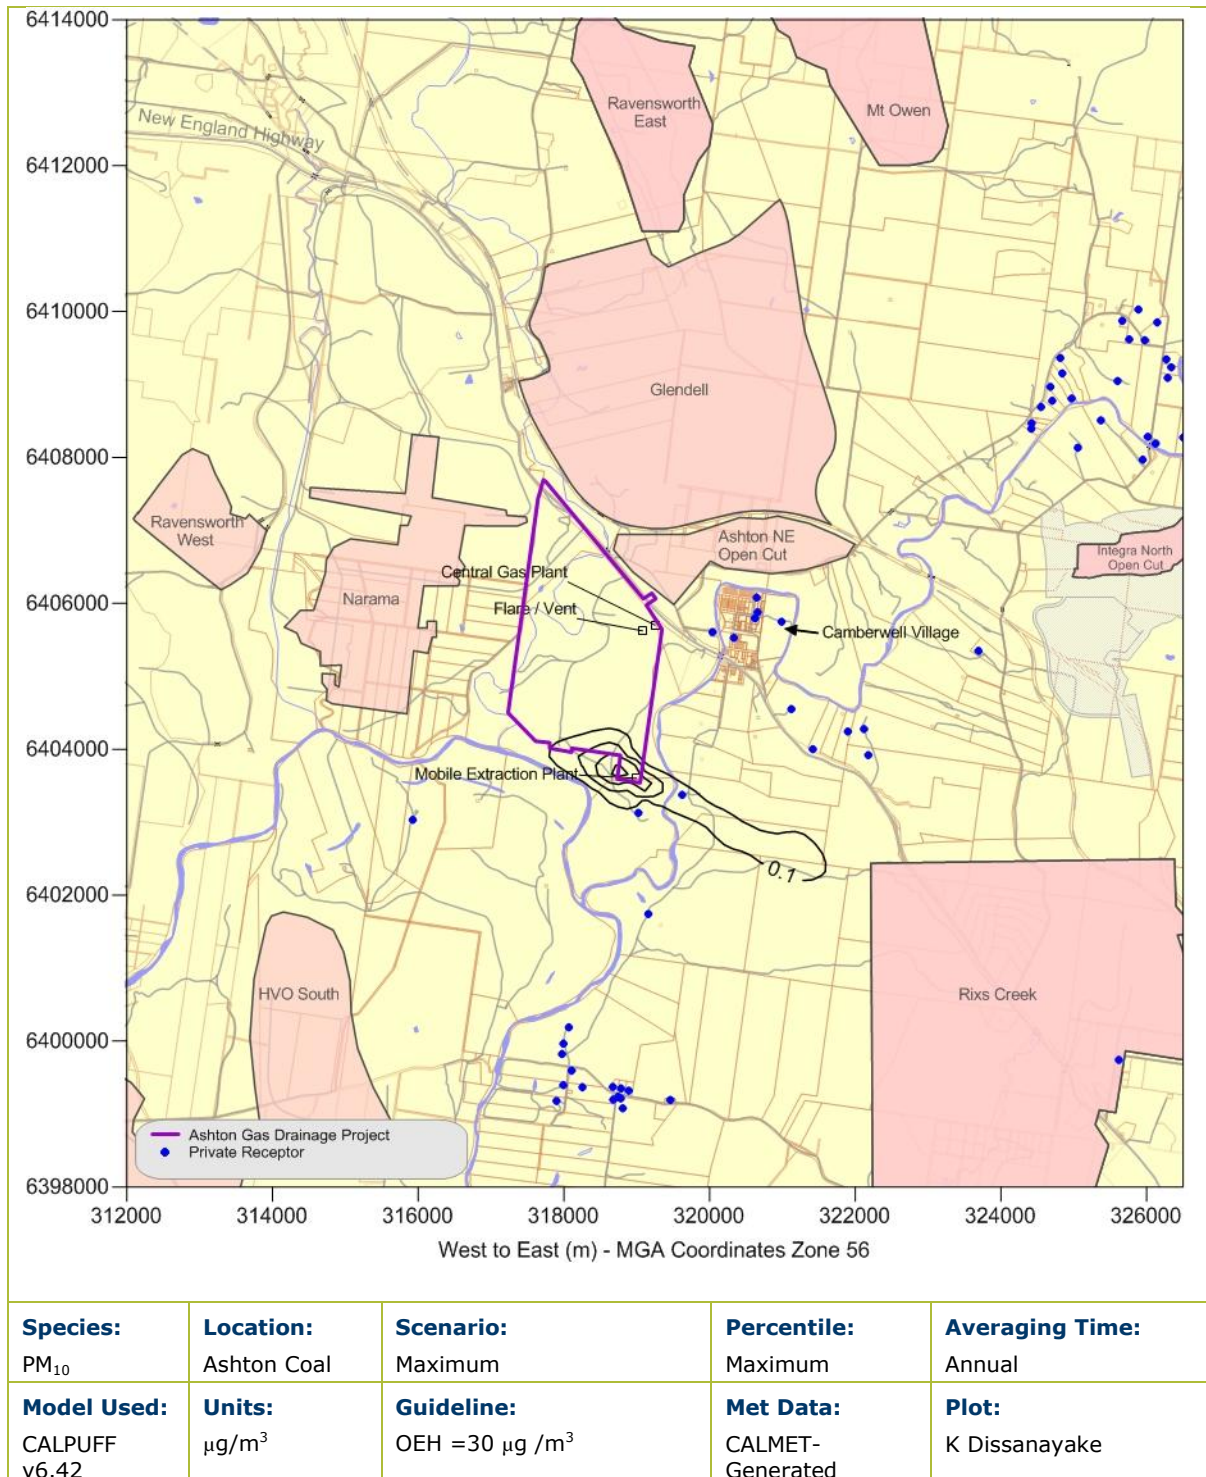 6414000
Ravensworth
East
Mt Owen
New England Highway
6412000
6410000
Glendell
6408000
Ravensworth
West
Ashton NE
Open Cut
Integra North
Open Cut
Central Gas Plant
Narama
6406000
Flare / Vent
Camberwell Village
6404000
Mobile Extraction Plant
0.1
6402000
HVO South
Rixs Creek
6400000
Ashton Gas Drainage Project
Private Receptor
6398000
312000 314000 316000 318000 320000 322000 324000 326000
West to East (m) - MGA Coordinates Zone 56
Species: Location: Scenario: Percentile: Averaging Time:
PM₁₀ Ashton Coal Maximum Maximum Annual
Model Used: Units: Guideline: Met Data: Plot:
CALPUFF μg/m³ OEH =30 μg /m³ CALMET- K Dissanayake
v6.42 Generated